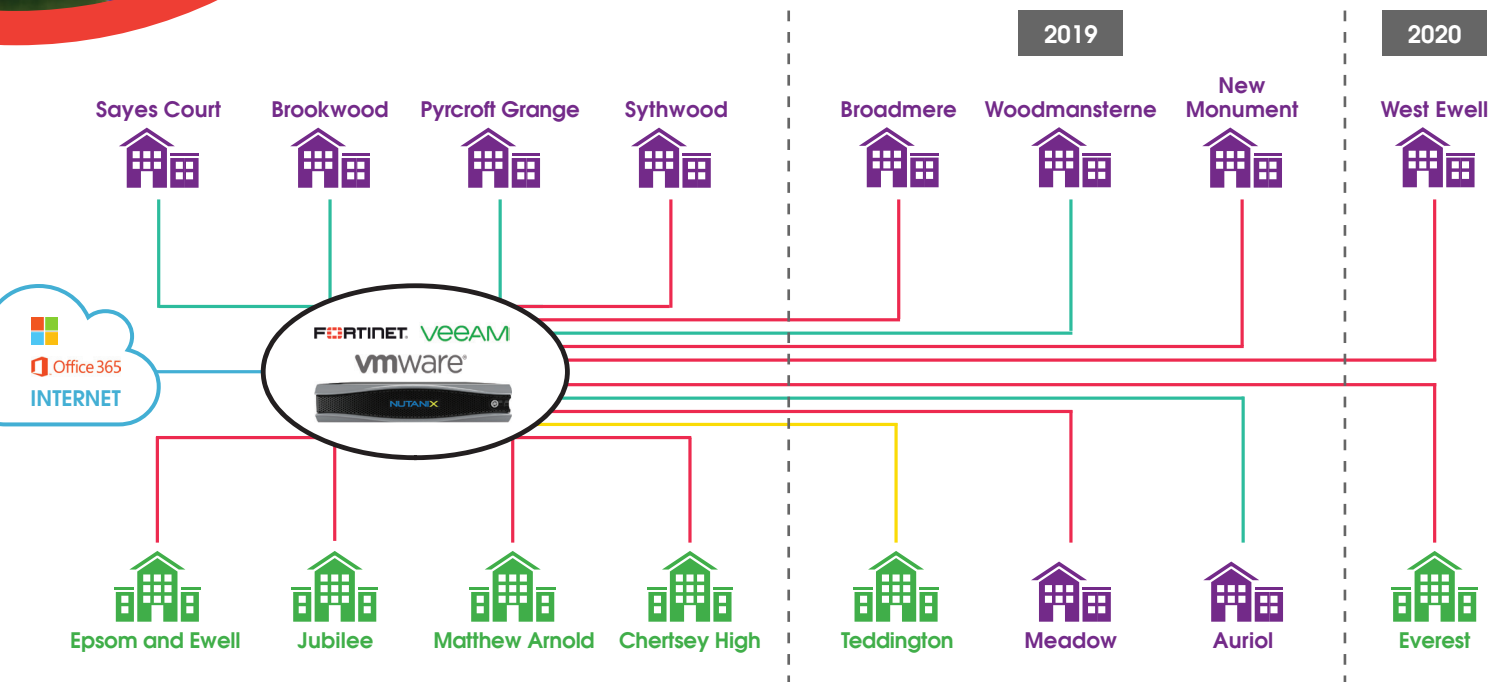 2019
2020
Sayes Court
Brookwood
Pyrcroft Grange
Sythwood
Broadmere
Woodmansterne
New
Monument
West Ewell
FORTINET
veeAM
vmware®
NUTANIX
Office 365
INTERNET
Epsom and Ewell
Jubilee
Matthew Arnold
Chertsey High
Teddington
Meadow
Auriol
Everest